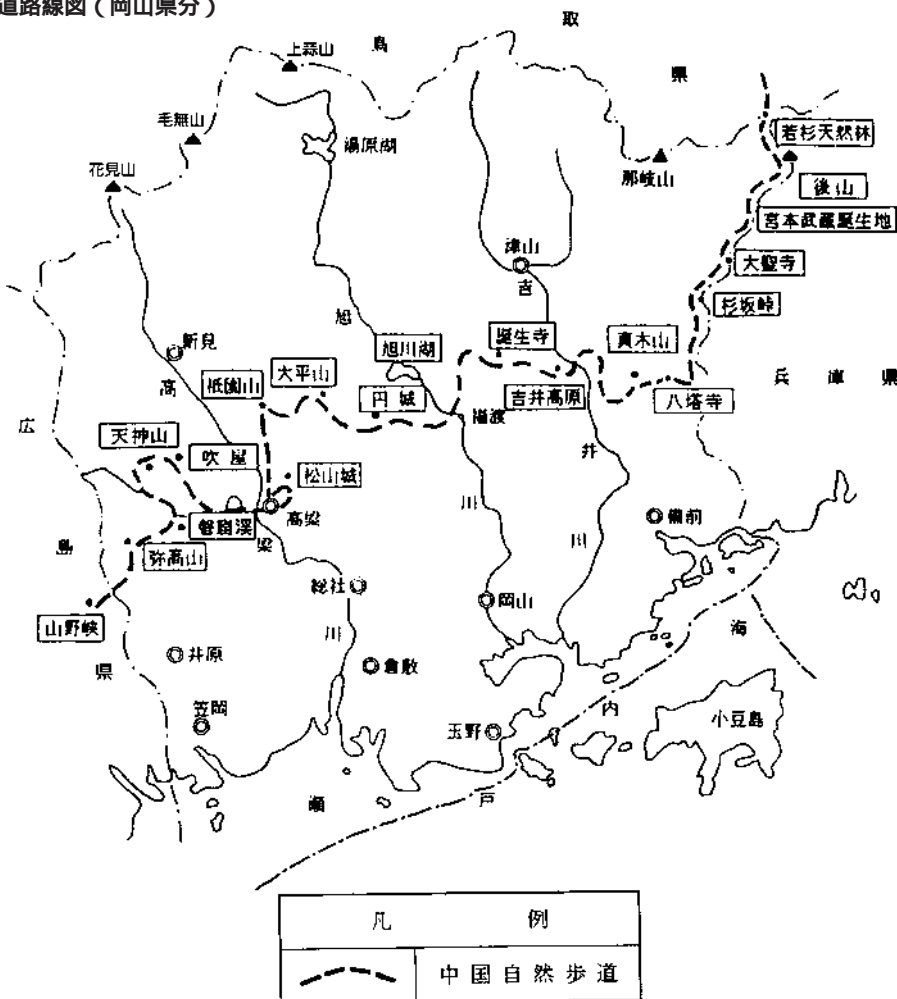 道路線図(岡山県分)
鳥
取
県
上蒜山
毛無山
花見山
湯原湖
那岐山
若杉天然林
後山
宮本武蔵誕生地
大聖寺
杉坂峠
津山
吉
旭
新見
高
祇園山
大平山
旭川湖
誕生寺
真木山
円城
福渡
吉井高原
八塔寺
兵庫県
広
天神山
吹屋
松山城
高梁
梁
磐窟溪
弥高山
山野峡
島
県
井
川
川
備前
総社
川
岡山
井原
倉敷
笠岡
玉野
海
内
戸
瀬
小豆島
凡例
中国自然歩道